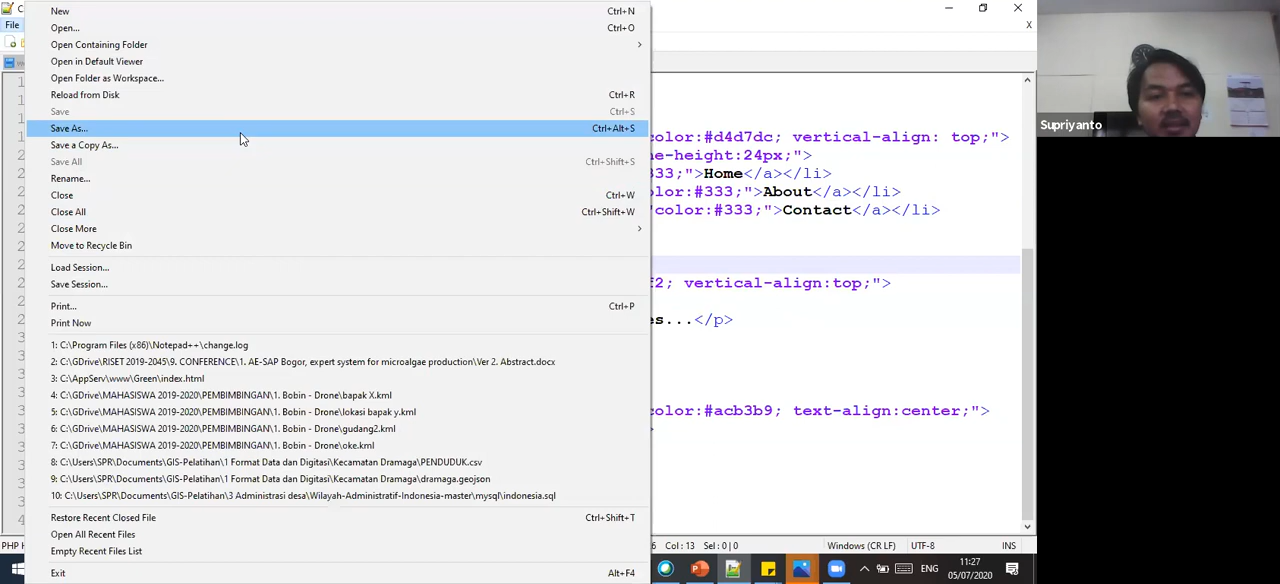 File
New Ctrl+N
Open... Ctrl+O
Open Containing Folder
Open in Default Viewer
Open Folder as Workspace...
Reload from Disk Ctrl+R
Save Ctrl+S
Save As... Ctrl+Alt+S
Save a Copy As...
Save All Ctrl+Shift+S
Rename...
Close Ctrl+W
Close All Ctrl+Shift+W
Close More
Move to Recycle Bin
Load Session...
Save Session...
Print... Ctrl+P
Print Now
1: C:\Program Files (x86)\Notepad++\change.log
2: C:\GDrive\RISET 2019-2045\9. CONFERENCE\1. AE-SAP Bogor, expert system for microalgae production\Ver 2. Abstract.docx
3: C:\AppServ\www\Green\index.html
4: C:\GDrive\MAHASISWA 2019-2020\PEMBIMBINGAN\1. Bobin - Drone\bapak X.kml
5: C:\GDrive\MAHASISWA 2019-2020\PEMBIMBINGAN\1. Bobin - Drone\lokasi bapak y.kml
6: C:\GDrive\MAHASISWA 2019-2020\PEMBIMBINGAN\1. Bobin - Drone\gudang2.kml
7: C:\GDrive\MAHASISWA 2019-2020\PEMBIMBINGAN\1. Bobin - Drone\oke.kml
8: C:\Users\SPR\Documents\GIS-Pelatihan\1 Format Data dan Digitasi\Kecamatan Dramaga\PENDUDUK.csv
9: C:\Users\SPR\Documents\GIS-Pelatihan\1 Format Data dan Digitasi\Kecamatan Dramaga\dramaga.geojson
10: C:\Users\SPR\Documents\GIS-Pelatihan\3 Administrasi desa\Wilayah-Administratif-Indonesia-master\mysql\indonesia.sql
Restore Recent Closed File Ctrl+Shift+T
Open All Recent Files
Empty Recent Files List
Exit Alt+F4
color:#d4d7dc; vertical-align: top;">
ne-height:24px;">
333;">Home</a></li>
olor:#333;">About</a></li>
"color:#333;">Contact</a></li>
f2; vertical-align:top;">
es...</p>
color:#acb3b9; text-align:center;">
PHP H
Col : 13 Sel : 0 | 0 Windows (CR LF) UTF-8 INS
ENG
11:27
05/07/2020
Supriyanto